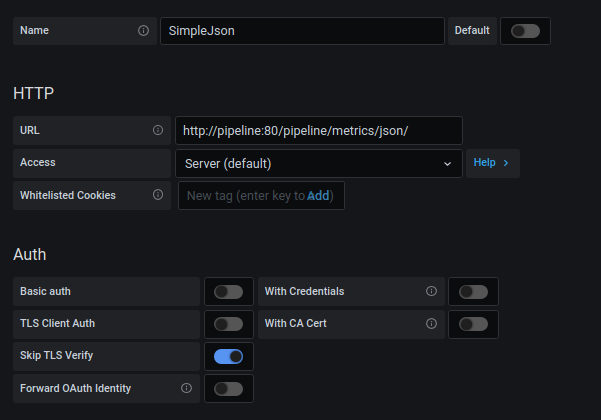 Name SimpleJson Default
HTTP
URL http://pipeline:80/pipeline/metrics/json/
Access Server (default) Help
Whitelisted Cookies New tag (enter key to Add)
Auth
Basic auth With Credentials
TLS Client Auth With CA Cert
Skip TLS Verify
Forward OAuth Identity